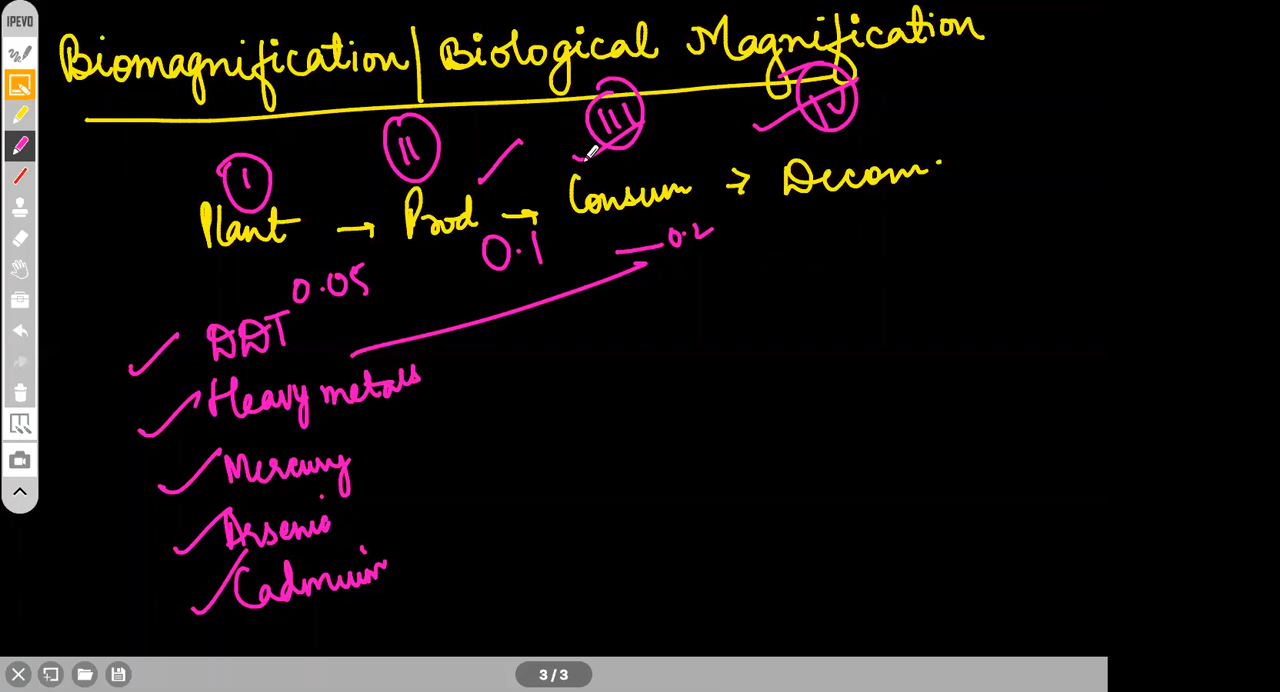 IPEVO
Biomagnification | Biological Magnification
I II III IV
Plant → Prod → Consum → Decom.
0.05 0.1 0.2
DDT
Heavy metals
Mercury
Arsenic
Cadmium
3 / 3